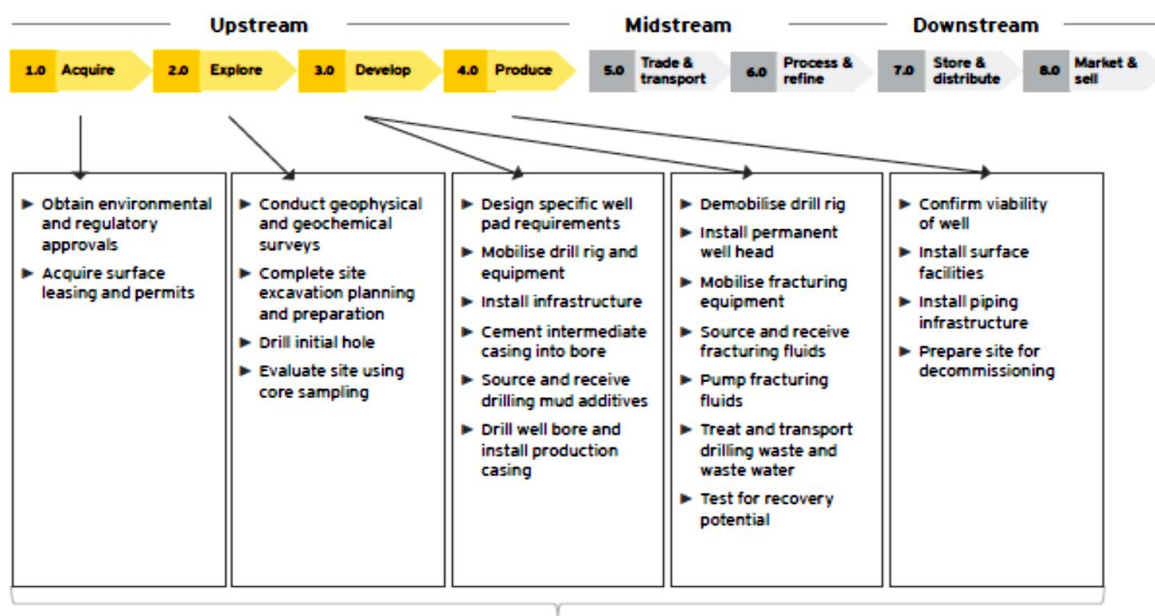 Upstream
Midstream
Downstream
1.0 Acquire
2.0 Explore
3.0 Develop
4.0 Produce
5.0 Trade &
transport
6.0 Process &
refine
7.0 Store &
distribute
8.0 Market &
sell
► Obtain environmental
and regulatory
approvals
► Acquire surface
leasing and permits
► Conduct geophysical
and geochemical
surveys
► Complete site
excavation planning
and preparation
► Drill initial hole
► Evaluate site using
core sampling
► Design specific well
pad requirements
► Mobilise drill rig and
equipment
► Install infrastructure
► Cement intermediate
casing into bore
► Source and receive
drilling mud additives
► Drill well bore and
install production
casing
► Demobilise drill rig
► Install permanent
well head
► Mobilise fracturing
equipment
► Source and receive
fracturing fluids
► Pump fracturing
fluids
► Treat and transport
drilling waste and
waste water
► Test for recovery
potential
► Confirm viability
of well
► Install surface
facilities
► Install piping
infrastructure
► Prepare site for
decommissioning